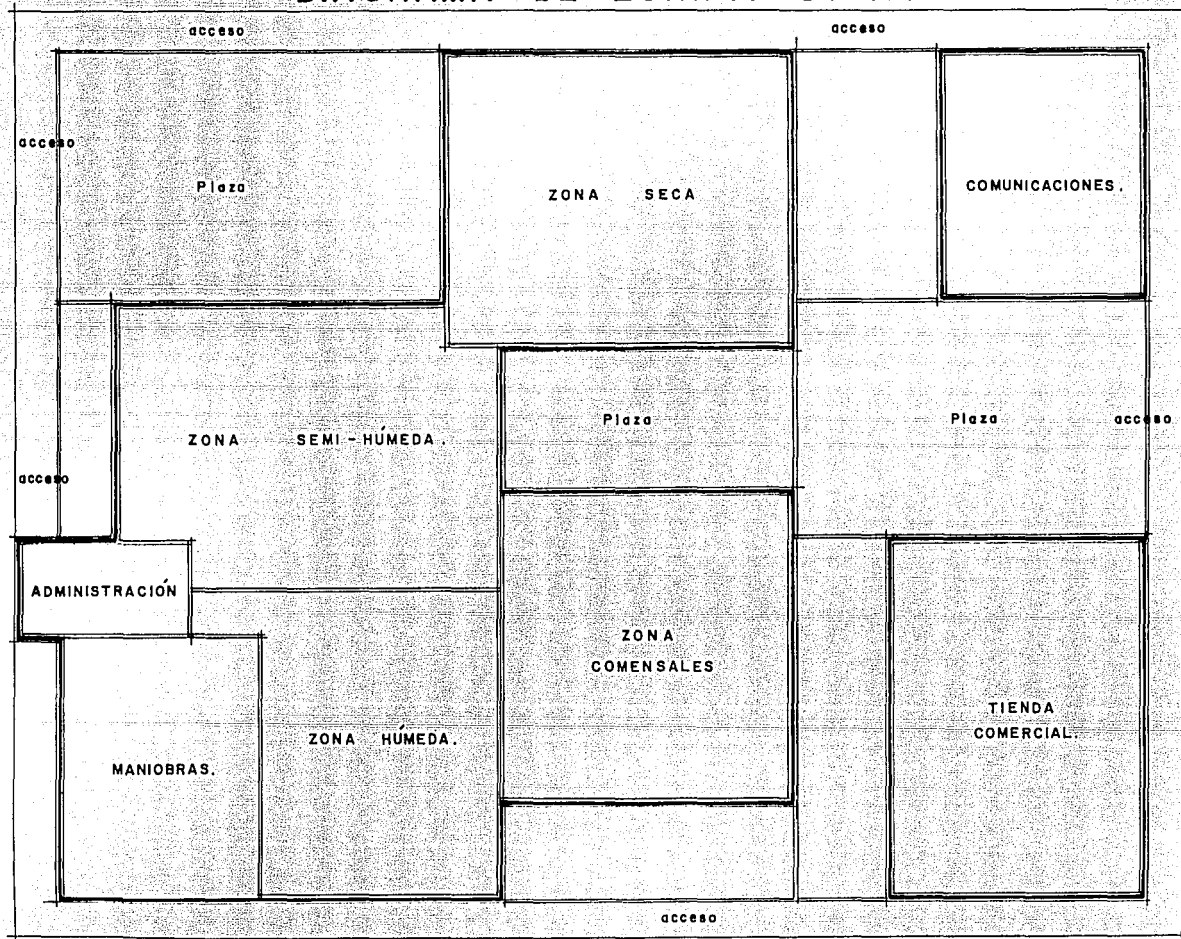 acceso
acceso
acceso
Plaza
ZONA SECA
COMUNICACIONES.
ZONA SEMI-HÚMEDA.
Plaza
Plaza
acceso
acceso
ADMINISTRACIÓN
ZONA
COMENSALES
ZONA HÚMEDA.
TIENDA
COMERCIAL.
MANIOBRAS.
acceso